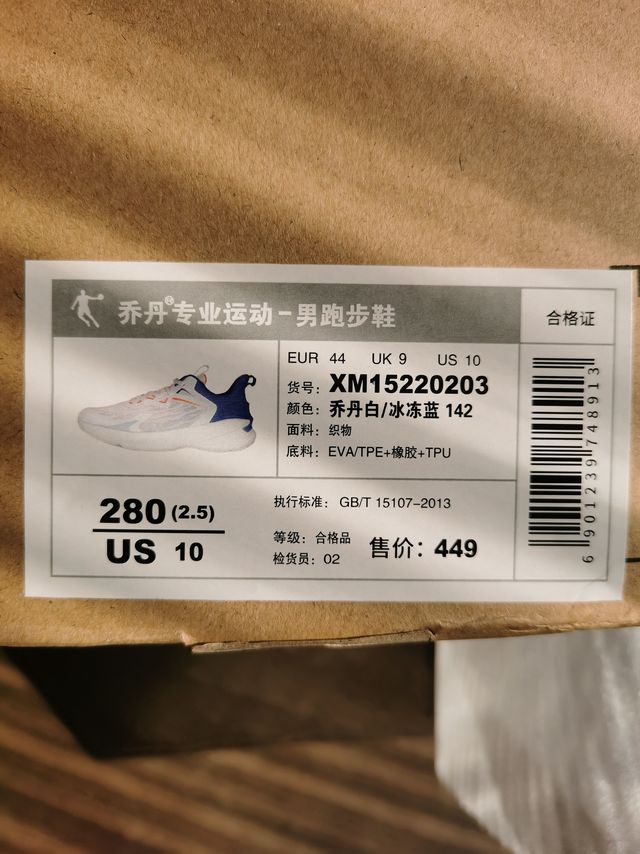 乔丹®专业运动-男跑步鞋
合格证
EUR 44 UK 9 US 10
货号: XM15220203
颜色: 乔丹白/冰冻蓝 142
面料: 织物
底料: EVA/TPE+橡胶+TPU
280 (2.5)
US 10
执行标准: GB/T 15107-2013
等级: 合格品
检货员: 02
售价: 449
6901239748913